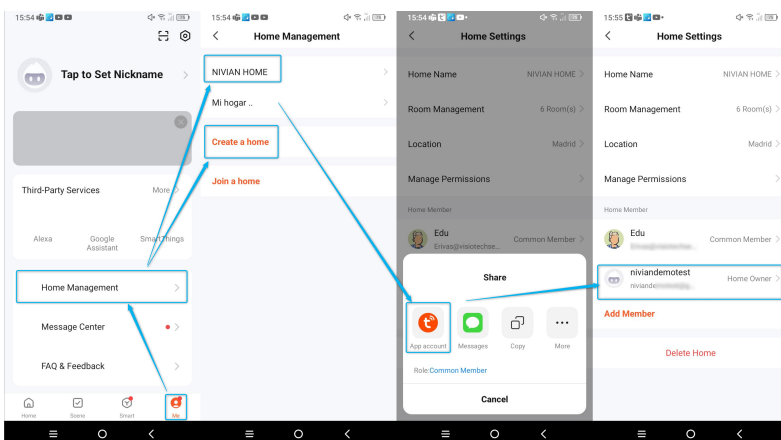 15:54
Tap to Set Nickname
Third-Party Services
More
Alexa
Google
Assistant
SmartThings
Home Management
Message Center
FAQ & Feedback
Home
Scene
Smart
Me
15:54
Home Management
NIVIAN HOME
Mi hogar ..
Create a home
Join a home
15:54
Home Settings
Home Name
NIVIAN HOME
Room Management
6 Room(s)
Location
Madrid
Manage Permissions
Home Member
Edu
Erivas@visiotechse...
Common Member
Share
App account
Messages
Copy
More
Role:Common Member
Cancel
15:55
Home Settings
Home Name
NIVIAN HOME
Room Management
6 Room(s)
Location
Madrid
Manage Permissions
Home Member
Edu
Common Member
niviandemotest
Home Owner
Add Member
Delete Home